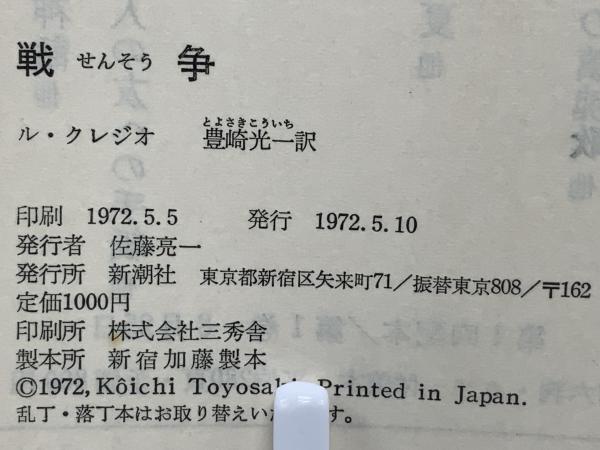 戦 せんそう 争
とよさきこういち
ル・クレジオ 豊崎光一訳
印刷 1972.5.5 発行 1972.5.10
発行者 佐藤亮一
発行所 新潮社 東京都新宿区矢来町71/振替東京808/〒162
定価1000円
印刷所 株式会社三秀舎
製本所 新宿加藤製本
©1972, Kôichi Toyosaki Printed in Japan.
乱丁・落丁本はお取り替えいた す。